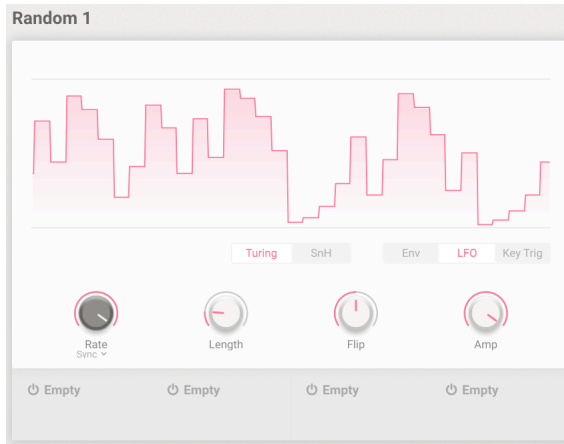 Random 1
Turing SnH Env LFO Key Trig
Rate Length Flip Amp
Sync
Empty Empty Empty Empty